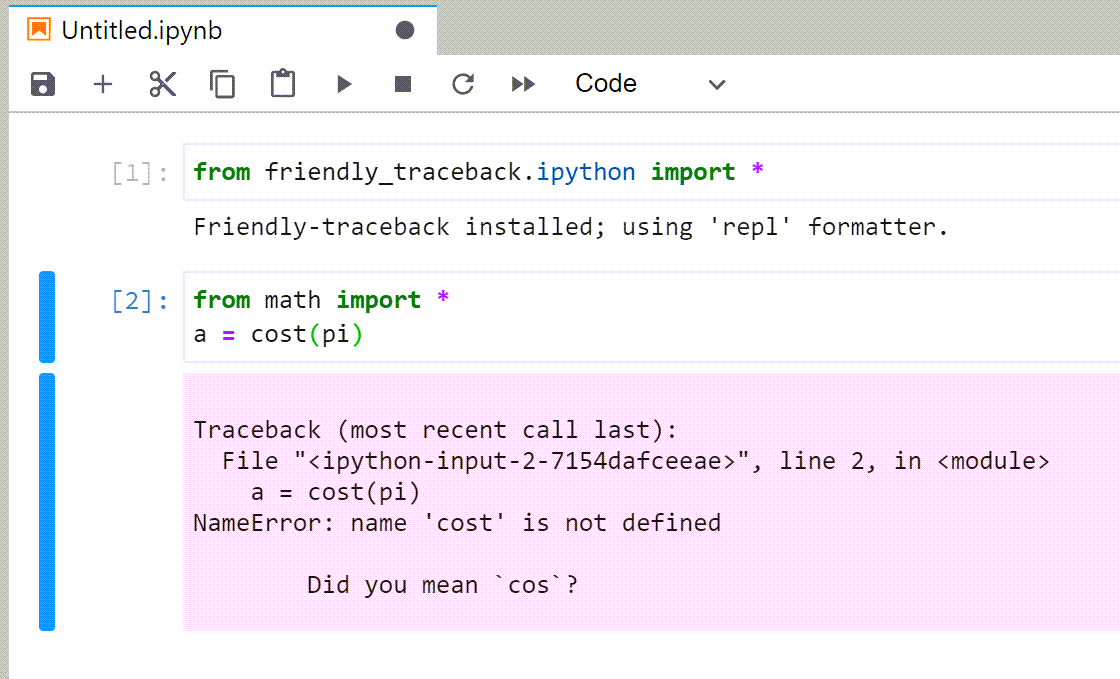 Untitled.ipynb
Code
[1]: from friendly_traceback.ipython import *
Friendly-traceback installed; using 'repl' formatter.
[2]: from math import *
a = cost(pi)
Traceback (most recent call last):
  File "<ipython-input-2-7154dafceeae>", line 2, in <module>
    a = cost(pi)
NameError: name 'cost' is not defined
        Did you mean `cos`?